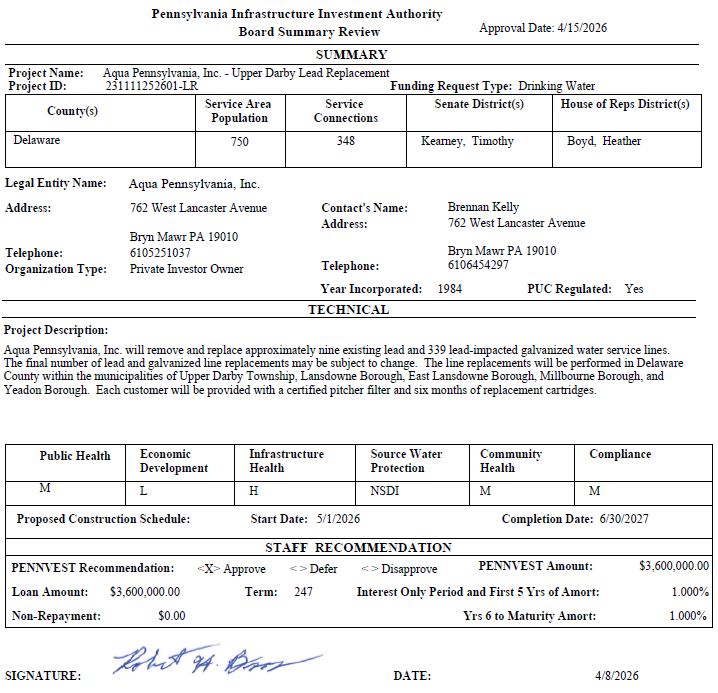 Pennsylvania Infrastructure Investment Authority
Board Summary Review
Approval Date: 4/15/2026
SUMMARY
Project Name: Aqua Pennsylvania, Inc. - Upper Darby Lead Replacement
Project ID: 231111252601-LR Funding Request Type: Drinking Water
County(s) Service Area Population Service Connections Senate District(s) House of Reps District(s)
Delaware 750 348 Kearney, Timothy Boyd, Heather
Legal Entity Name: Aqua Pennsylvania, Inc.
Address: 762 West Lancaster Avenue
Bryn Mawr PA 19010
Telephone: 6105251037
Organization Type: Private Investor Owner
Contact's Name: Brennan Kelly
Address: 762 West Lancaster Avenue
Bryn Mawr PA 19010
Telephone: 6106454297
Year Incorporated: 1984 PUC Regulated: Yes
TECHNICAL
Project Description:
Aqua Pennsylvania, Inc. will remove and replace approximately nine existing lead and 339 lead-impacted galvanized water service lines.
The final number of lead and galvanized line replacements may be subject to change. The line replacements will be performed in Delaware
County within the municipalities of Upper Darby Township, Lansdowne Borough, East Lansdowne Borough, Millbourne Borough, and
Yeadon Borough. Each customer will be provided with a certified pitcher filter and six months of replacement cartridges.
Public Health Economic Development Infrastructure Health Source Water Protection Community Health Compliance
M L H NSDI M M
Proposed Construction Schedule: Start Date: 5/1/2026 Completion Date: 6/30/2027
STAFF RECOMMENDATION
PENNVEST Recommendation: <X> Approve < > Defer < > Disapprove PENNVEST Amount: $3,600,000.00
Loan Amount: $3,600,000.00 Term: 247 Interest Only Period and First 5 Yrs of Amort: 1.000%
Non-Repayment: $0.00 Yrs 6 to Maturity Amort: 1.000%
SIGNATURE: DATE: 4/8/2026